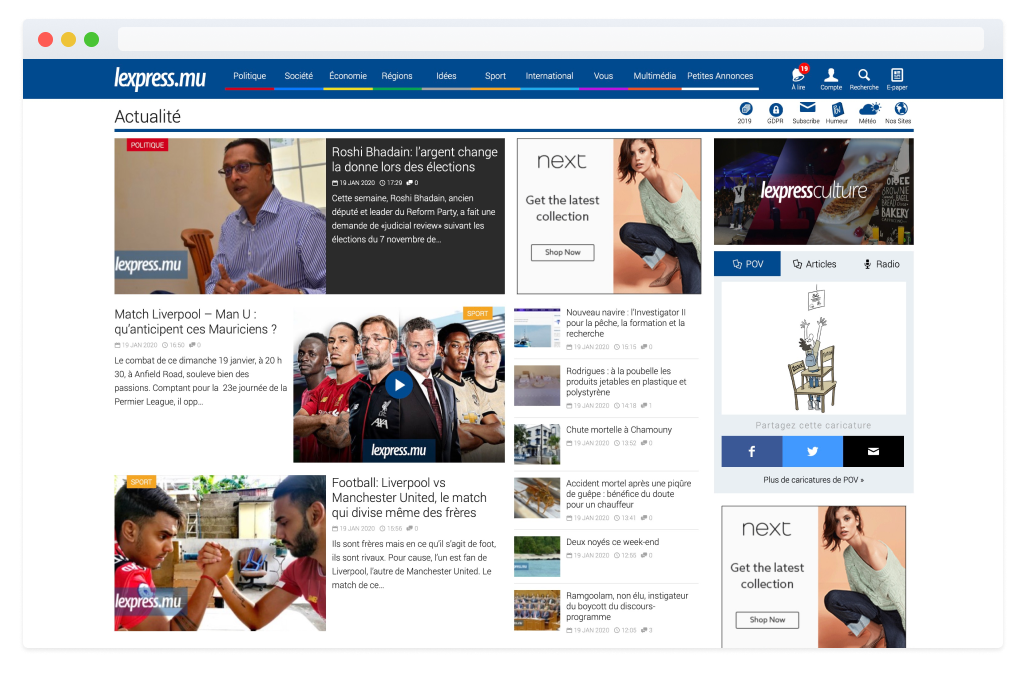 lexpress.mu
Politique Société Économie Régions Idées Sport International Vous Multimédia Petites Annonces
19
À lire Compte Recherche E-paper
Actualité
2019 GDPR Subscribe Humeur Météo Nos Sites
POLITIQUE
lexpress.mu
Roshi Bhadain: l'argent change
la donne lors des élections
19 JAN 2020 17:29 0
Cette semaine, Roshi Bhadain, ancien
député et leader du Reform Party, a fait une
demande de «judicial review» suivant les
élections du 7 novembre de...
next
Get the latest
collection
Shop Now
lexpressculture
COFFEE
BROWNIE
BAGEL
BREAD
BAKERY
POV Articles Radio
Partagez cette caricature
Plus de caricatures de POV »
Match Liverpool – Man U :
qu'anticipent ces Mauriciens ?
19 JAN 2020 16:50 0
Le combat de ce dimanche 19 janvier, à 20 h
30, à Anfield Road, souleve bien des
passions. Comptant pour la 23e journée de la
Permier League, il opp...
SPORT
lexpress.mu
Nouveau navire : l'Investigator II
pour la pêche, la formation et la
recherche
19 JAN 2020 15:15 0
Rodrigues : à la poubelle les
produits jetables en plastique et
polystyrène
19 JAN 2020 14:18 1
Chute mortelle à Chamouny
19 JAN 2020 13:52 0
Accident mortel après une piqûre
de guêpe : bénéfice du doute
pour un chauffeur
19 JAN 2020 13:41 0
Deux noyés ce week-end
19 JAN 2020 12:55 0
Ramgoolam, non élu, instigateur
du boycott du discours-
programme
19 JAN 2020 12:05 3
SPORT
lexpress.mu
Football: Liverpool vs
Manchester United, le match
qui divise même des frères
19 JAN 2020 15:56 0
Ils sont frères mais en ce qu'il s'agit de foot,
ils sont rivaux. Pour cause, l'un est fan de
Liverpool, l'autre de Manchester United. Le
match de ce...
next
Get the latest
collection
Shop Now